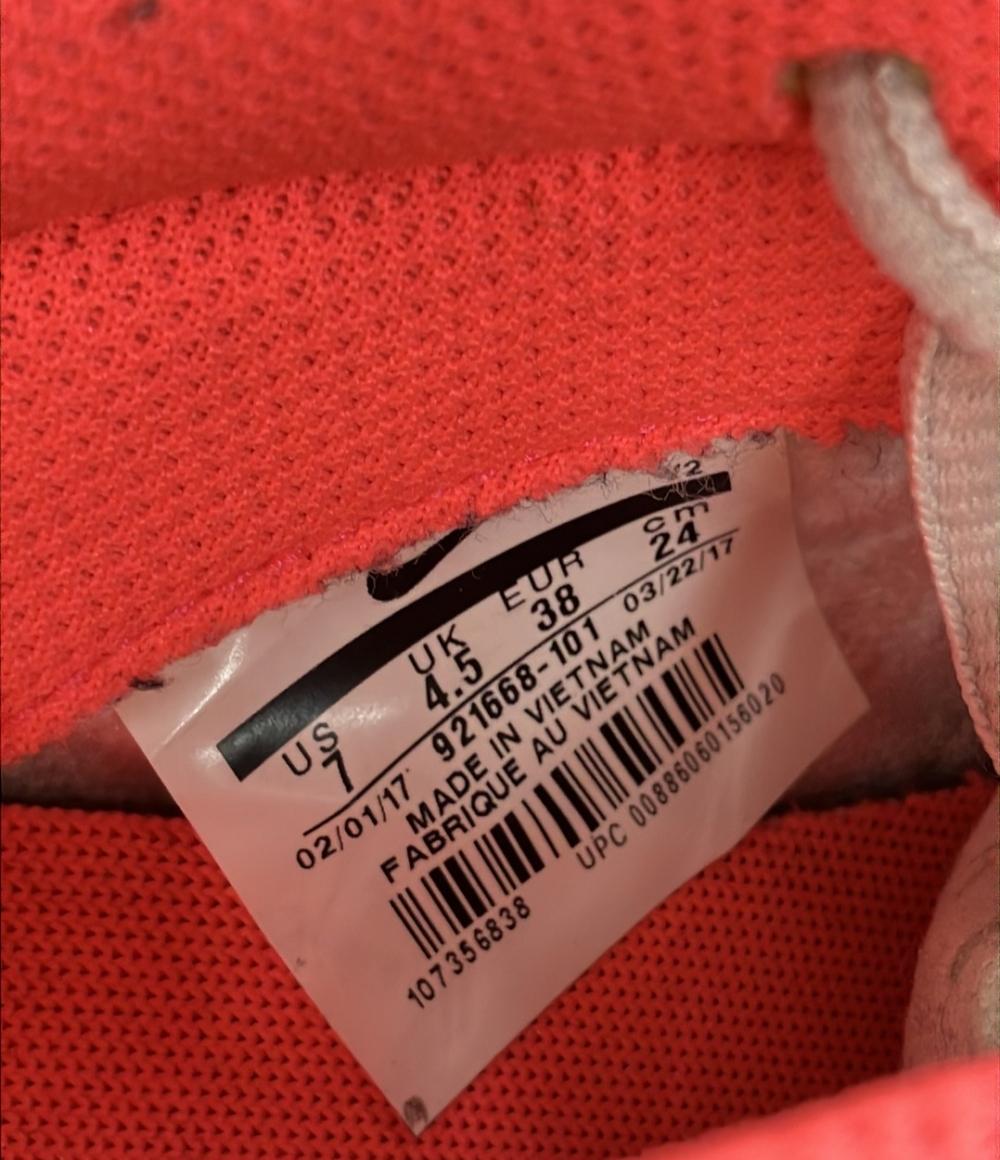 US UK EUR cm
7 4.5 38 24
02/01/17 921668-101 03/22/17
MADE IN VIETNAM
FABRIQUE AU VIETNAM
107356838 UPC 00886060156020